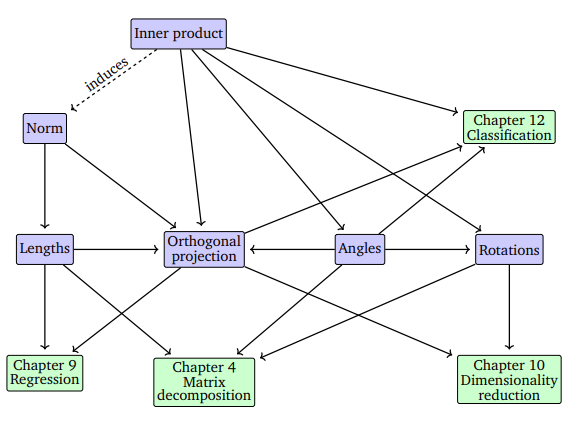 Inner product
induces
Norm
Chapter 12
Classification
Lengths
Orthogonal
projection
Angles
Rotations
Chapter 9
Regression
Chapter 4
Matrix
decomposition
Chapter 10
Dimensionality
reduction